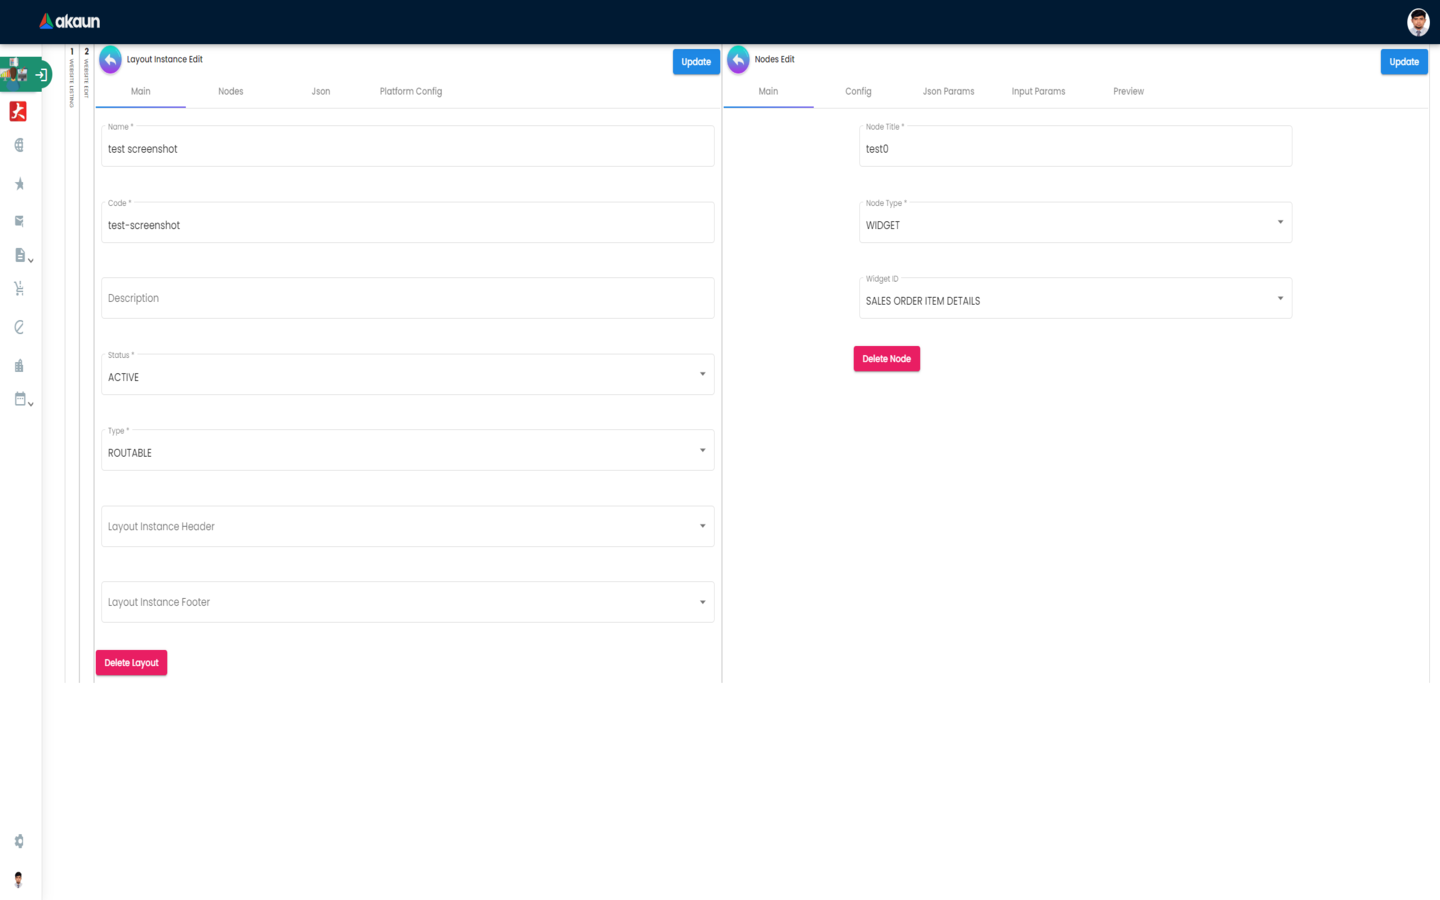 akaun
1
WEBSITE LISTING
2
WEBSITE EDIT
Layout Instance Edit
Update
Main
Nodes
Json
Platform Config
Name *
test screenshot
Code *
test-screenshot
Description
Status *
ACTIVE
Type *
ROUTABLE
Layout Instance Header
Layout Instance Footer
Delete Layout
Nodes Edit
Update
Main
Config
Json Params
Input Params
Preview
Node Title *
test0
Node Type *
WIDGET
Widget ID
SALES ORDER ITEM DETAILS
Delete Node